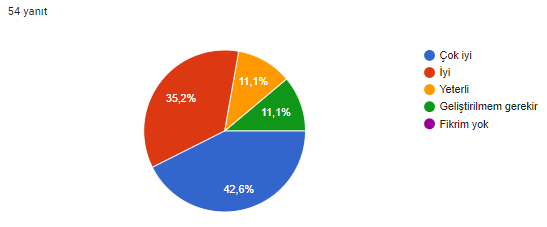 54 yanıt
Çok iyi
İyi
Yeterli
Geliştirilmem gerekir
Fikrim yok
11,1%
35,2%
11,1%
42,6%